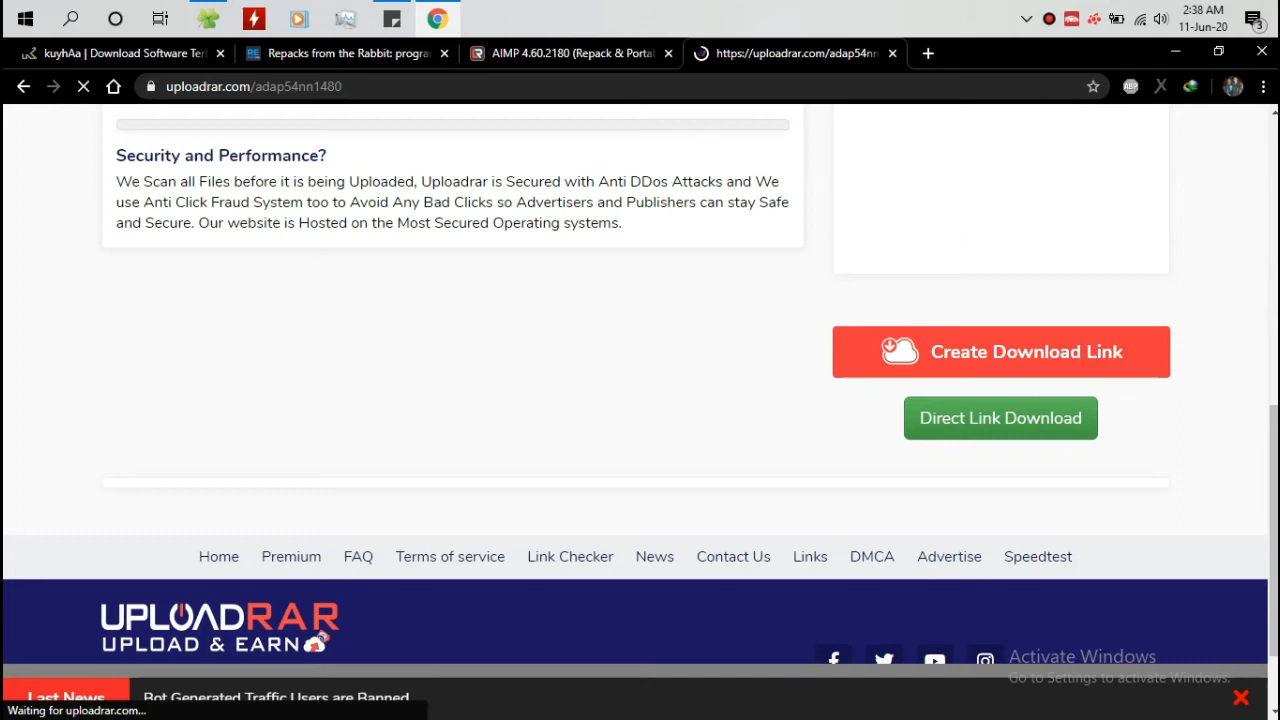 2:38 AM
11-Jun-20
3
kuyhAa | Download Software Ter
Repacks from the Rabbit: progra
AIMP 4.60.2180 (Repack & Porta
https://uploadrar.com/adap54nn
uploadrar.com/adap54nn1480
ABP
Security and Performance?
We Scan all Files before it is being Uploaded, Uploadrar is Secured with Anti DDos Attacks and We
use Anti Click Fraud System too to Avoid Any Bad Clicks so Advertisers and Publishers can stay Safe
and Secure. Our website is Hosted on the Most Secured Operating systems.
Create Download Link
Direct Link Download
Home Premium FAQ Terms of service Link Checker News Contact Us Links DMCA Advertise Speedtest
UPLOADRAR
UPLOAD & EARN
Activate Windows
Go to Settings to activate Windows.
Last News
Bot Generated Traffic Users are Banned
Waiting for uploadrar.com...